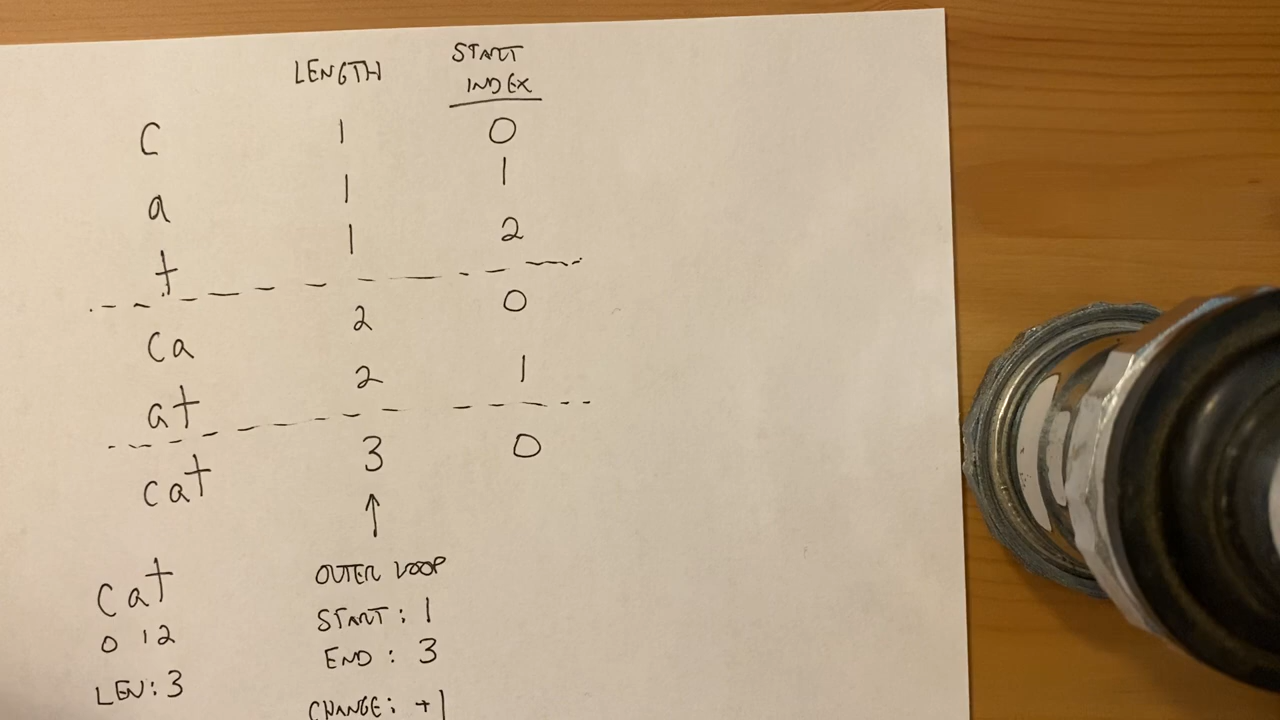 LENGTH START INDEX
c 1 0
a 1 1
t 1 2
ca 2 0
at 2 1
cat 3 0
cat
0 1 2
LEN: 3
OUTER LOOP
START: 1
END: 3
CHANGE: +1